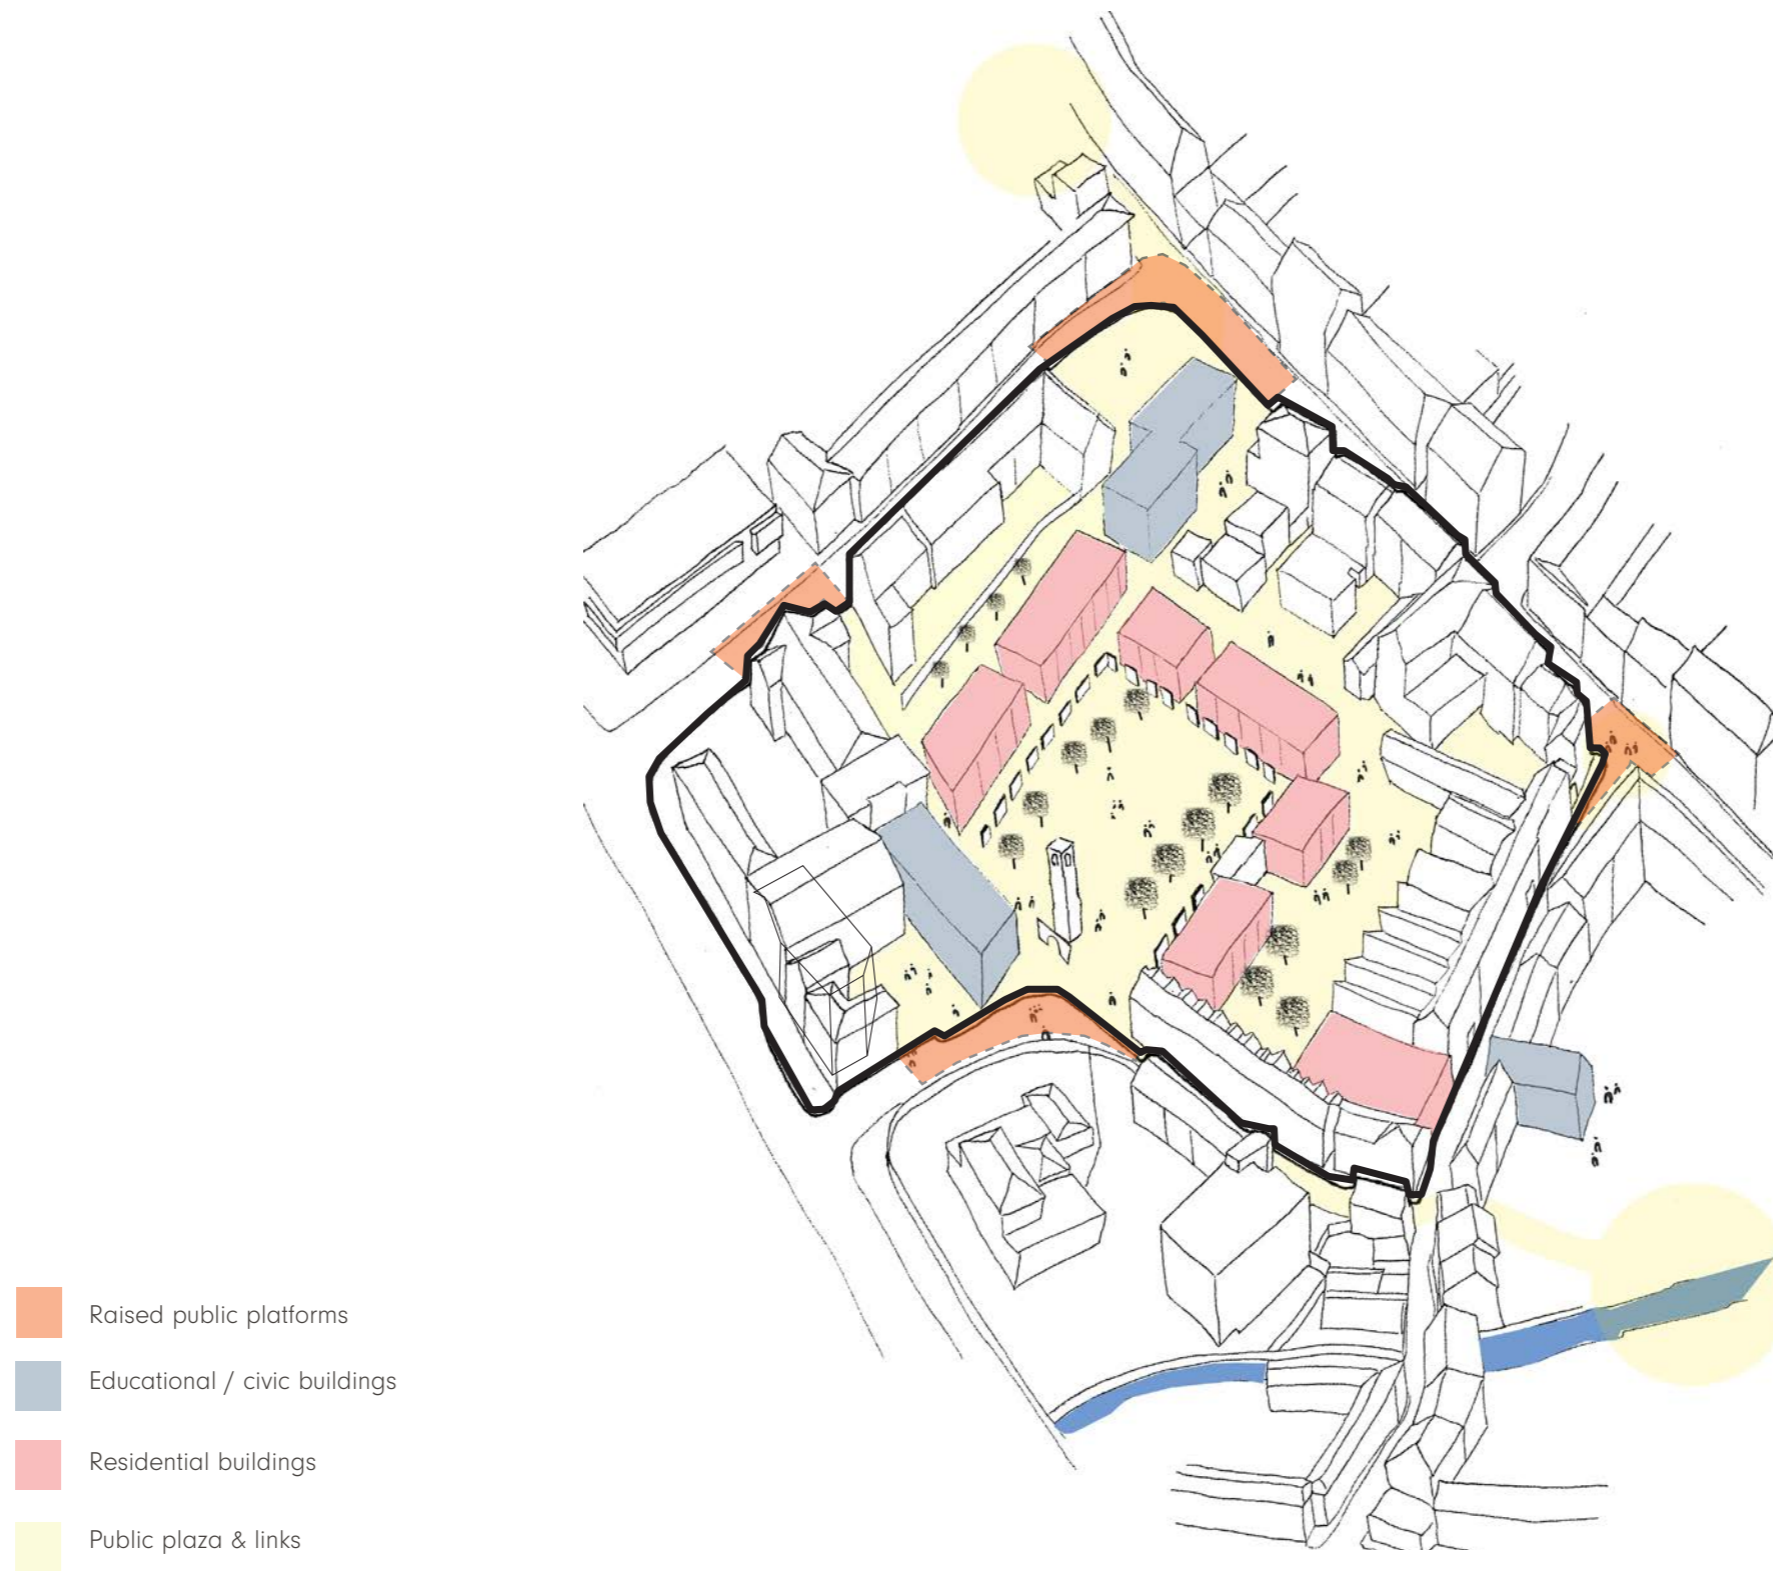 Raised public platforms
Educational / civic buildings
Residential buildings
Public plaza & links